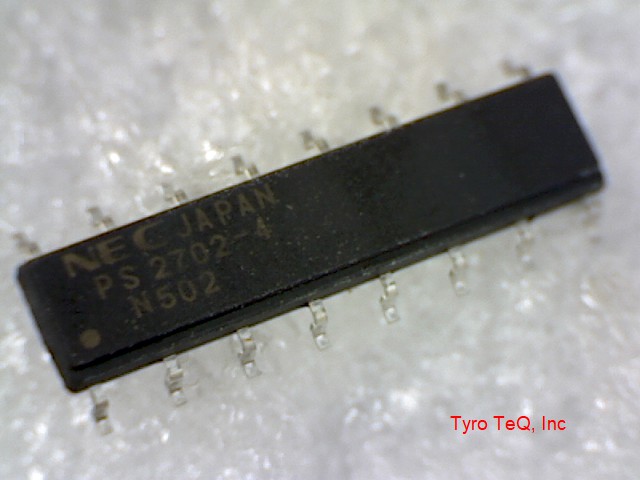 NEC JAPAN
PS2702-4
N502
Tyro TeQ, Inc